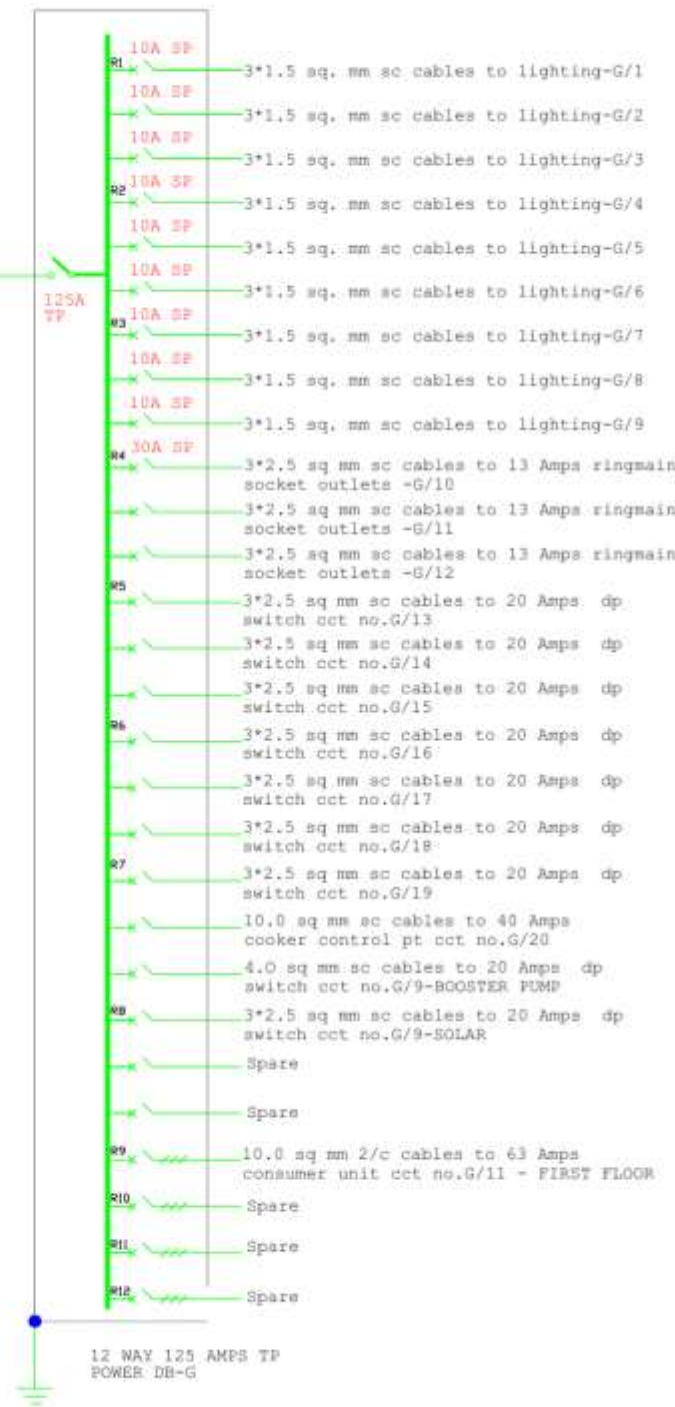 10A SP
R1
3*1.5 sq. mm sc cables to lighting-G/1
10A SP
3*1.5 sq. mm sc cables to lighting-G/2
10A SP
3*1.5 sq. mm sc cables to lighting-G/3
10A SP
R2
3*1.5 sq. mm sc cables to lighting-G/4
10A SP
3*1.5 sq. mm sc cables to lighting-G/5
10A SP
3*1.5 sq. mm sc cables to lighting-G/6
125A
TP
10A SP
R3
3*1.5 sq. mm sc cables to lighting-G/7
10A SP
3*1.5 sq. mm sc cables to lighting-G/8
10A SP
3*1.5 sq. mm sc cables to lighting-G/9
30A SP
R4
3*2.5 sq mm sc cables to 13 Amps ringmain
socket outlets -G/10
3*2.5 sq mm sc cables to 13 Amps ringmain
socket outlets -G/11
3*2.5 sq mm sc cables to 13 Amps ringmain
socket outlets -G/12
R5
3*2.5 sq mm sc cables to 20 Amps dp
switch cct no.G/13
3*2.5 sq mm sc cables to 20 Amps dp
switch cct no.G/14
3*2.5 sq mm sc cables to 20 Amps dp
switch cct no.G/15
R6
3*2.5 sq mm sc cables to 20 Amps dp
switch cct no.G/16
3*2.5 sq mm sc cables to 20 Amps dp
switch cct no.G/17
3*2.5 sq mm sc cables to 20 Amps dp
switch cct no.G/18
R7
3*2.5 sq mm sc cables to 20 Amps dp
switch cct no.G/19
10.0 sq mm sc cables to 40 Amps
cooker control pt cct no.G/20
4.O sq mm sc cables to 20 Amps dp
switch cct no.G/9-BOOSTER PUMP
R8
3*2.5 sq mm sc cables to 20 Amps dp
switch cct no.G/9-SOLAR
Spare
Spare
R9
10.0 sq mm 2/c cables to 63 Amps
consumer unit cct no.G/11 - FIRST FLOOR
R10
Spare
R11
Spare
R12
Spare
12 WAY 125 AMPS TP
POWER DB-G